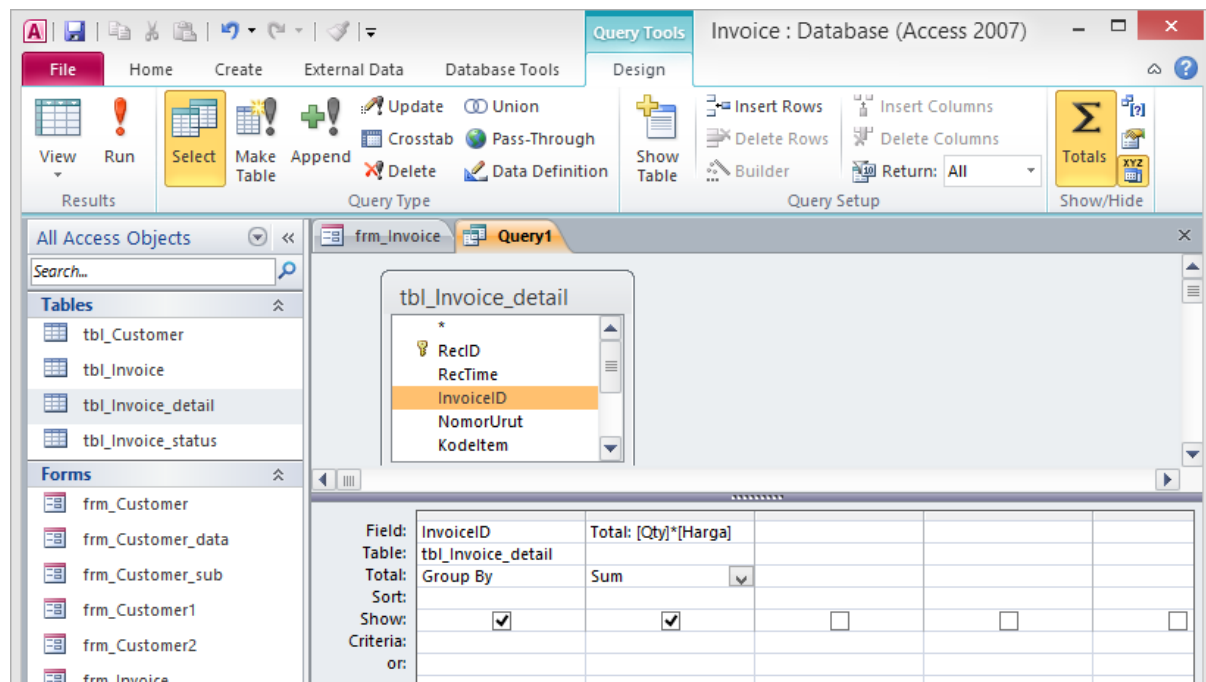 Query Tools
Invoice : Database (Access 2007)
File Home Create External Data Database Tools Design
View
Run
Select
Make Table
Append
Update
Crosstab
Delete
Union
Pass-Through
Data Definition
Show Table
Insert Rows
Delete Rows
Builder
Insert Columns
Delete Columns
Return: All
Totals
XYZ
Results
Query Type
Query Setup
Show/Hide
All Access Objects
Search...
Tables
tbl_Customer
tbl_Invoice
tbl_Invoice_detail
tbl_Invoice_status
Forms
frm_Customer
frm_Customer_data
frm_Customer_sub
frm_Customer1
frm_Customer2
frm_Invoice
frm_Invoice Query1
tbl_Invoice_detail
*
RecID
RecTime
InvoiceID
NomorUrut
KodeItem
Field: InvoiceID Total: [Qty]*[Harga]
Table: tbl_Invoice_detail
Total: Group By Sum
Sort:
Show:
Criteria:
or: